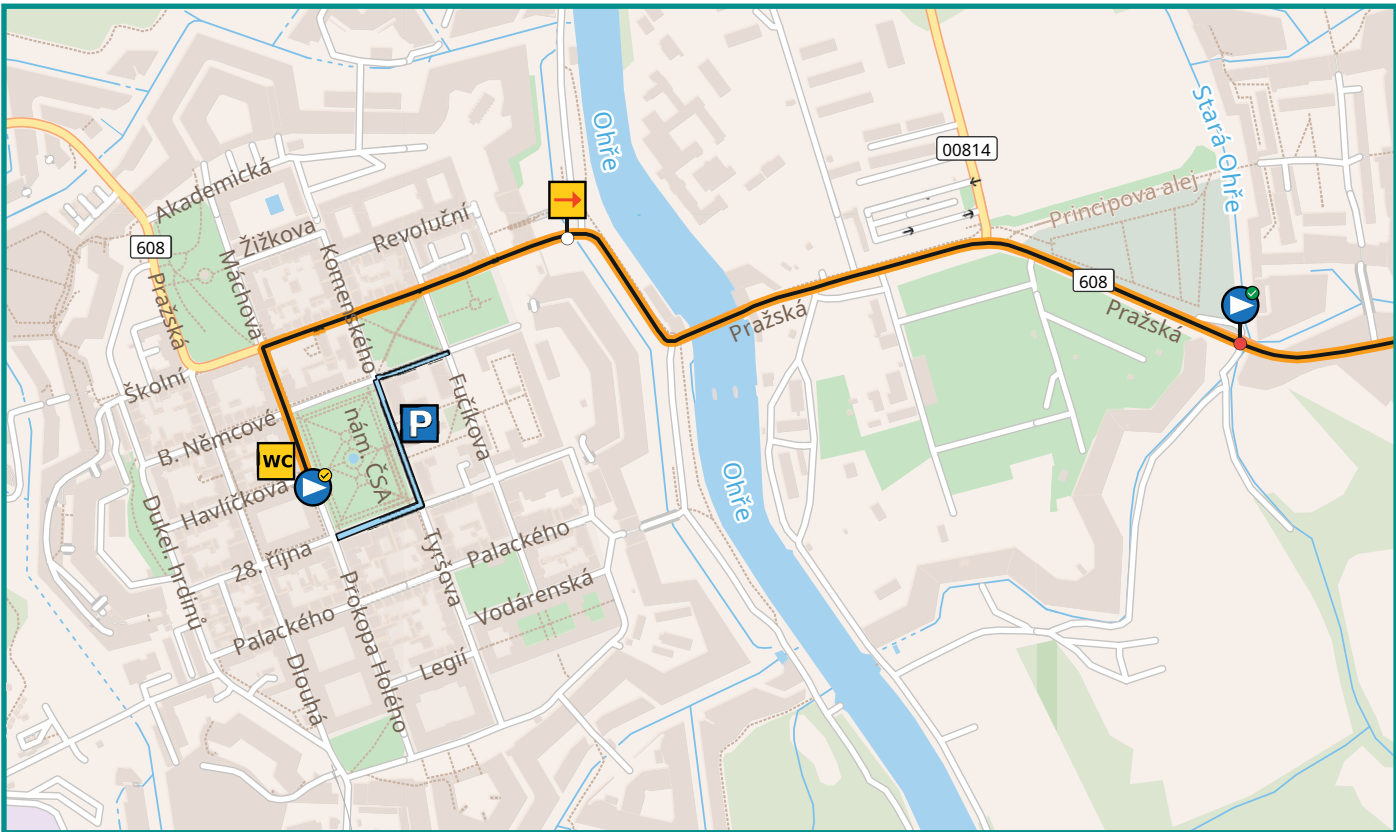 Ohře
Stará Ohře
00814
Akademická
Principova alej
608
Žižkova
Revoluční
Máchova
Komenského
Pražská
608
Pražská
Pražská
Školní
Fučíkova
B. Němcové
nám. ČSA
P
WC
Havlíčkova
Ohře
Dukel. hrdinů
28. října
Tyršova
Palackého
Prokopa Holého
Vodárenská
Palackého
Dlouhá
Legií